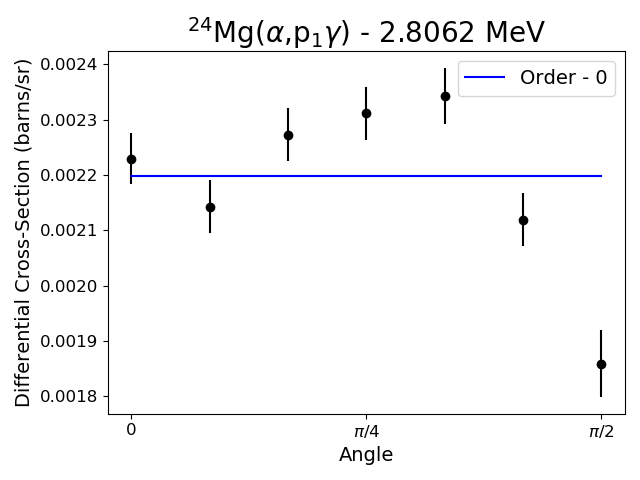 ²⁴Mg(α,p₁γ) - 2.8062 MeV
Differential Cross-Section (barns/sr)
0.0024
0.0023
0.0022
0.0021
0.0020
0.0019
0.0018
Order - 0
0
π/4
π/2
Angle